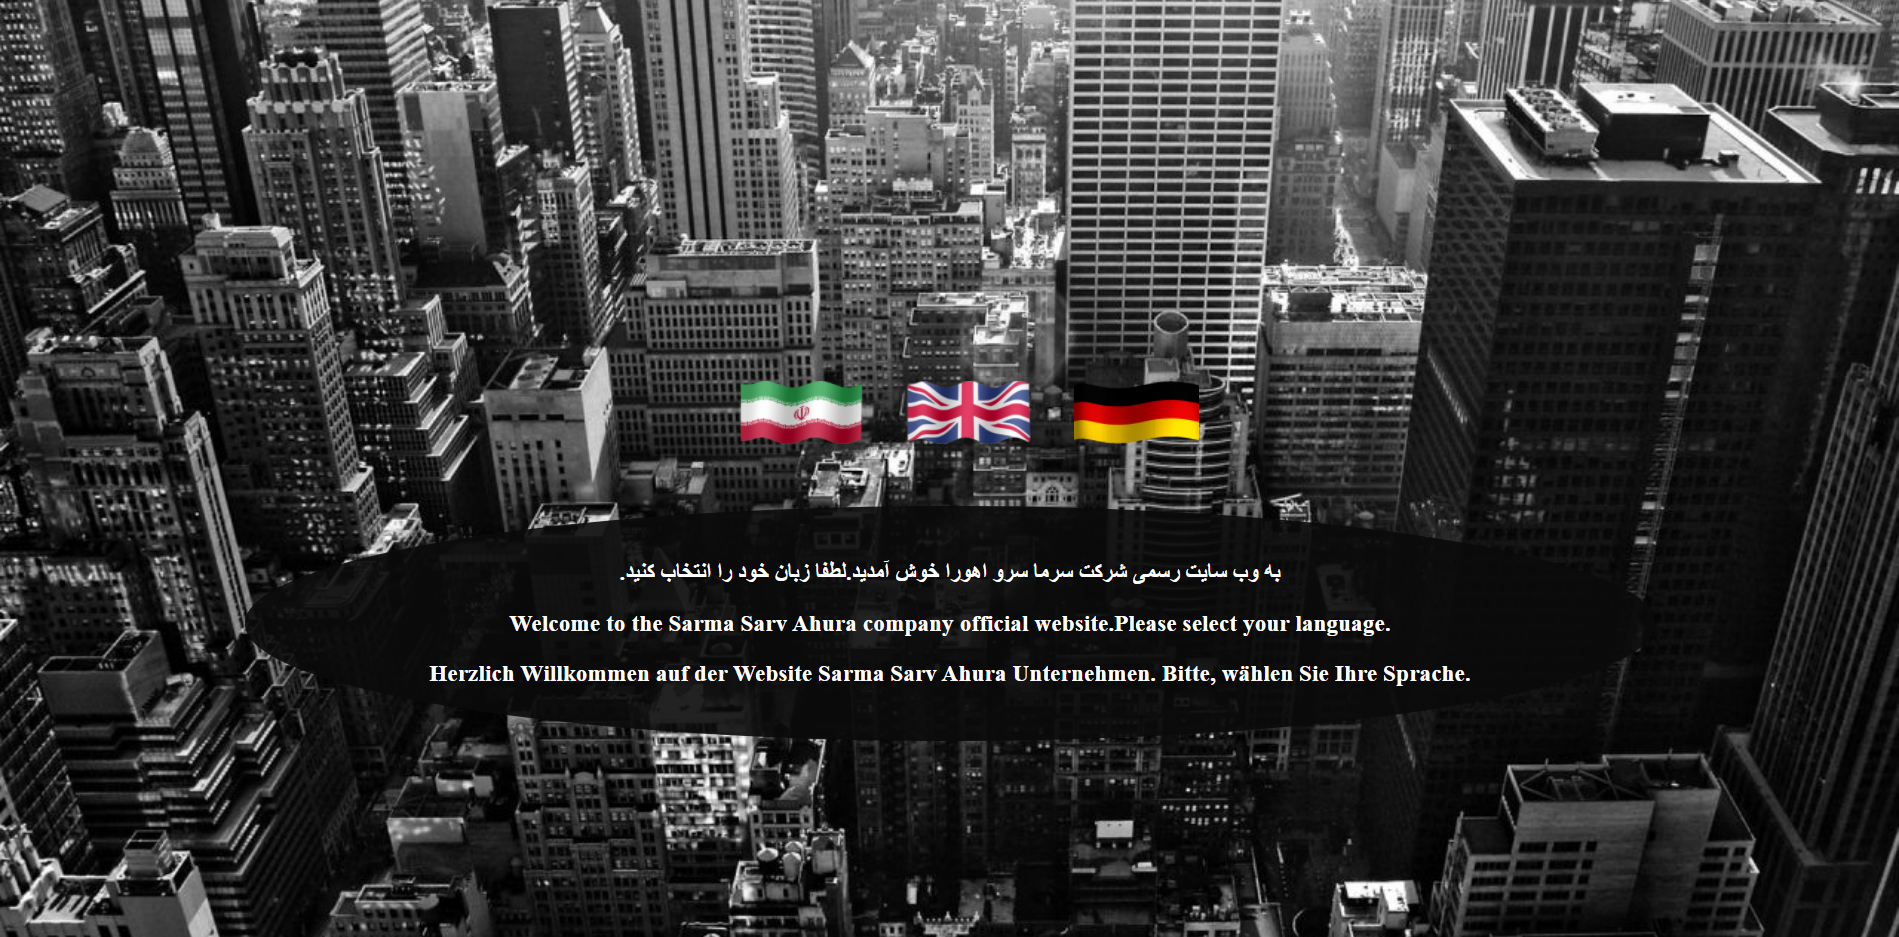 به وب سایت رسمی شرکت سرما سرو اهورا خوش آمدید.لطفا زبان خود را انتخاب کنید.
Welcome to the Sarma Sarv Ahura company official website.Please select your language.
Herzlich Willkommen auf der Website Sarma Sarv Ahura Unternehmen. Bitte, wählen Sie Ihre Sprache.